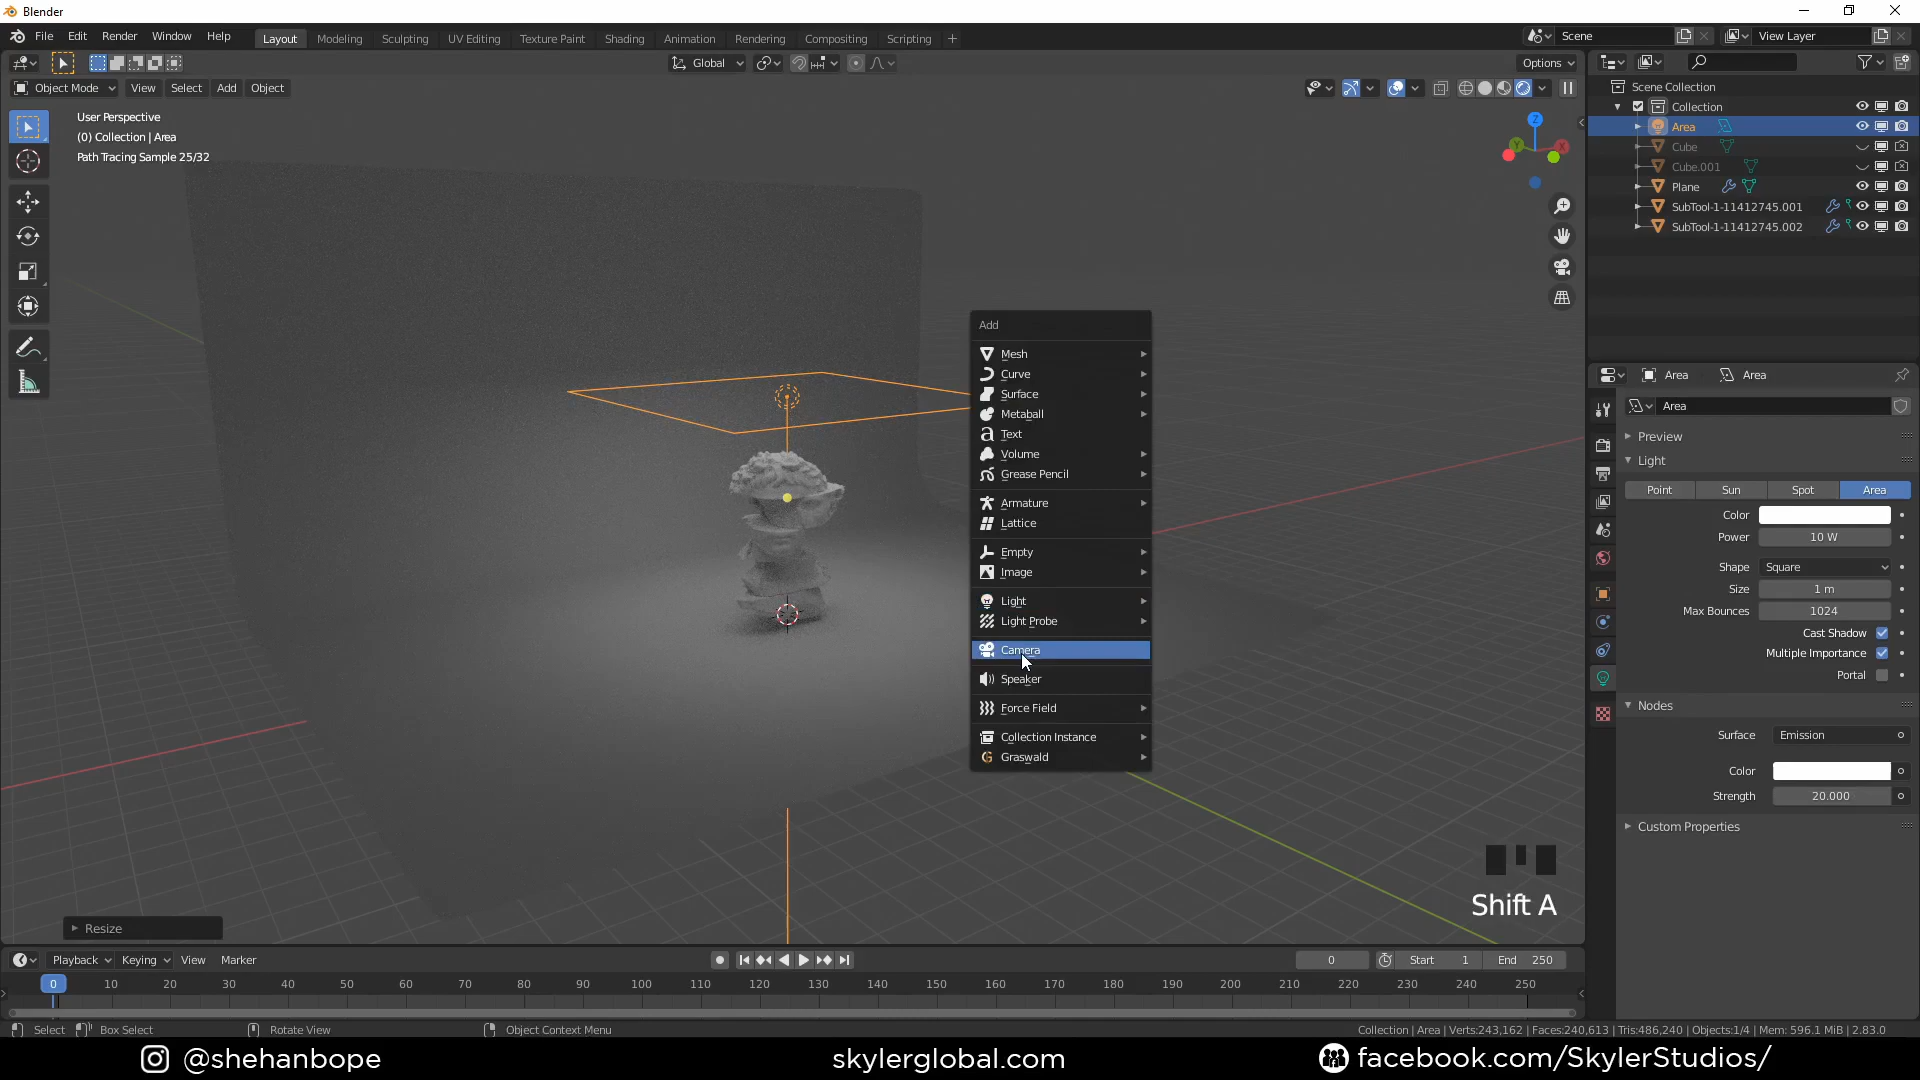 Blender
File Edit Render Window Help
Layout Modeling Sculpting UV Editing Texture Paint Shading Animation Rendering Compositing Scripting +
Scene
View Layer
Global
Options
Object Mode View Select Add Object
User Perspective
(0) Collection | Area
Path Tracing Sample 25/32
Z
Y
X
Scene Collection
Collection
Area
Cube
Cube.001
Plane
SubTool-1-11412745.001
SubTool-1-11412745.002
Add
Mesh
Curve
Surface
Metaball
Text
Volume
Grease Pencil
Armature
Lattice
Empty
Image
Light
Light Probe
Camera
Speaker
Force Field
Collection Instance
Graswald
Area Area
Area
Preview
Light
Point Sun Spot Area
Color
Power 10 W
Shape Square
Size 1 m
Max Bounces 1024
Cast Shadow
Multiple Importance
Portal
Nodes
Surface Emission
Color
Strength 20.000
Custom Properties
Shift A
Resize
Playback Keying View Marker
0 Start 1 End 250
0 10 20 30 40 50 60 70 80 90 100 110 120 130 140 150 160 170 180 190 200 210 220 230 240 250
Select Box Select Rotate View Object Context Menu
Collection | Area | Verts:243,162 | Faces:240,613 | Tris:486,240 | Objects:1/4 | Mem: 596.1 MiB | 2.83.0
@shehanbope skylerglobal.com facebook.com/SkylerStudios/